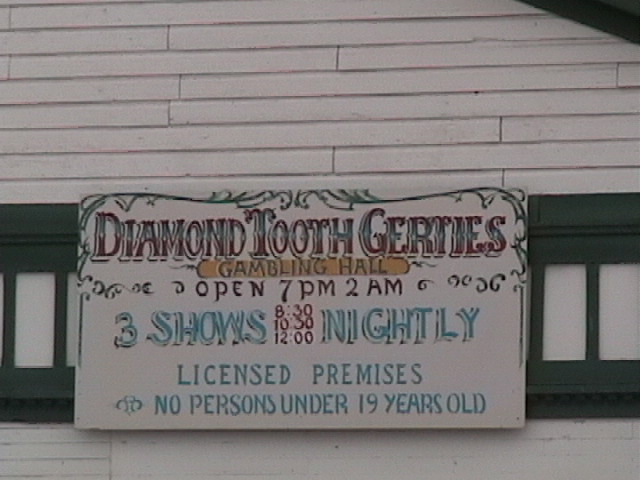 DIAMOND TOOTH GERTIES
GAMBLING HALL
OPEN 7PM 2AM
3 SHOWS 8:30 10:30 12:00 NIGHTLY
LICENSED PREMISES
NO PERSONS UNDER 19 YEARS OLD